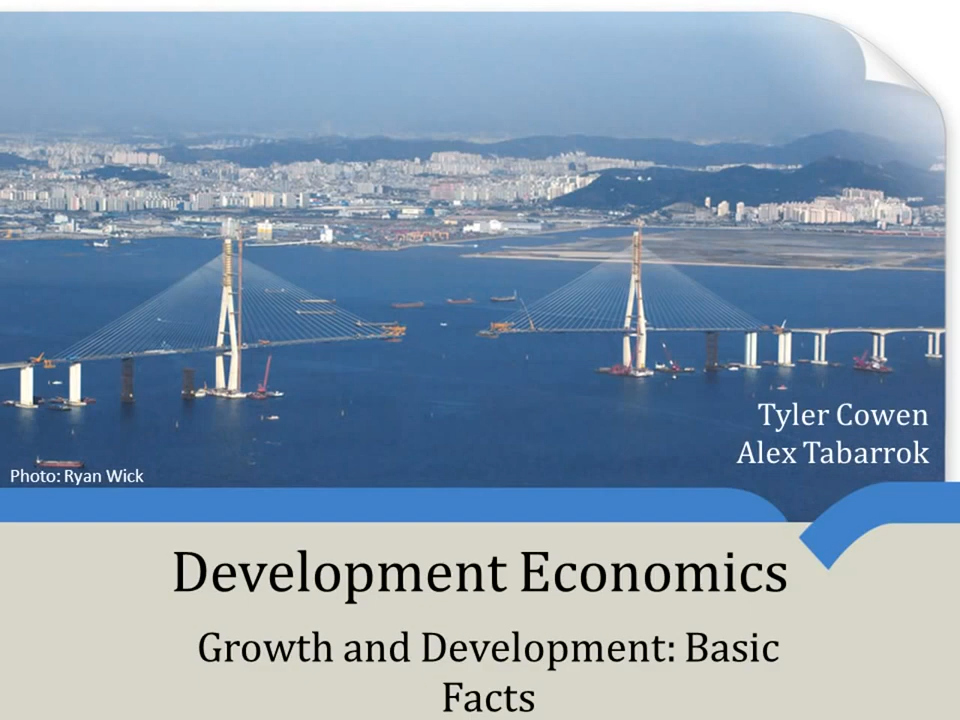 Tyler Cowen
Alex Tabarrok
Photo: Ryan Wick
Development Economics
Growth and Development: Basic
Facts